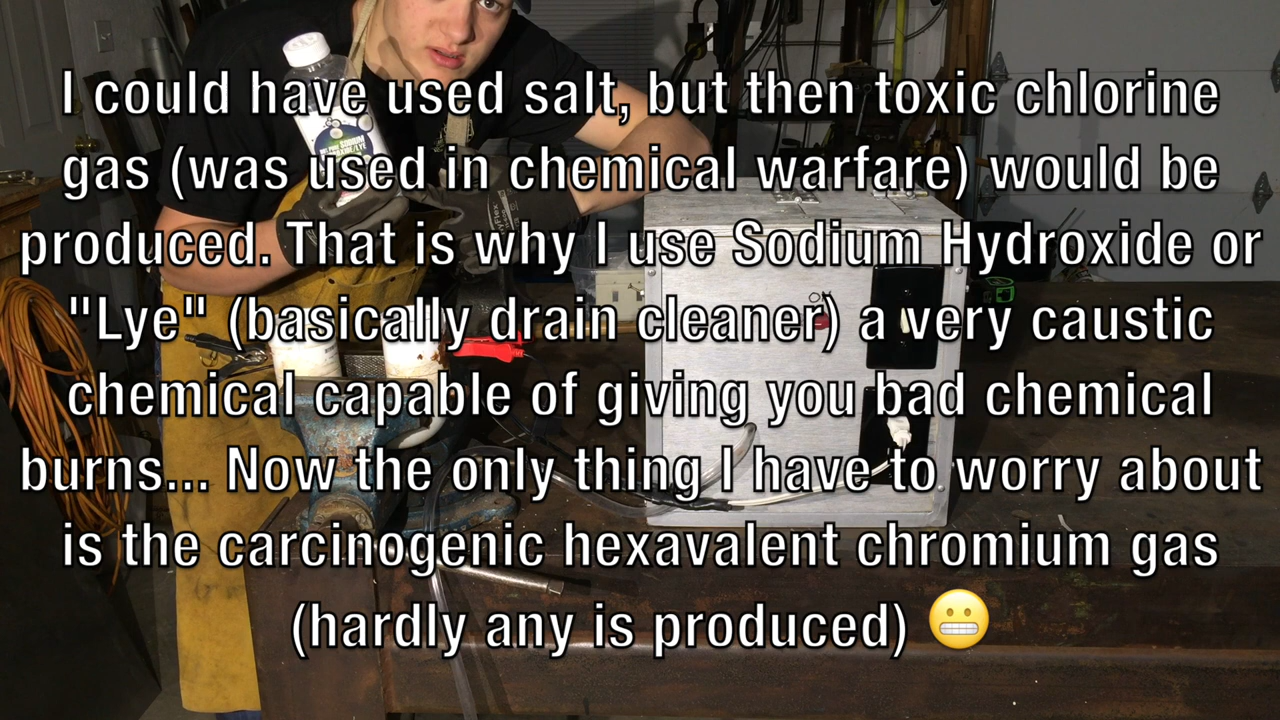 I could have used salt, but then toxic chlorine
gas (was used in chemical warfare) would be
produced. That is why I use Sodium Hydroxide or
"Lye" (basically drain cleaner) a very caustic
chemical capable of giving you bad chemical
burns... Now the only thing I have to worry about
is the carcinogenic hexavalent chromium gas
(hardly any is produced) 😬
SODIUM